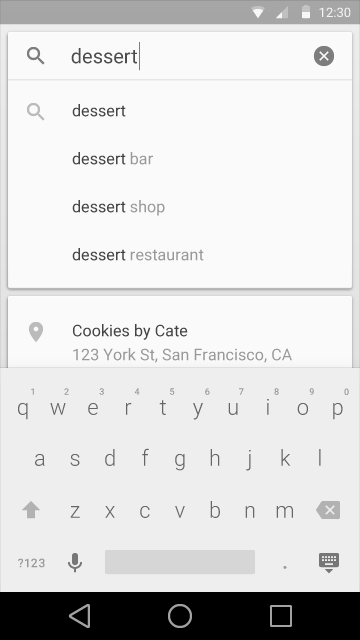 12:30
dessert
dessert
dessert bar
dessert shop
dessert restaurant
Cookies by Cate
123 York St, San Francisco, CA
1 2 3 4 5 6 7 8 9 0
q w e r t y u i o p
a s d f g h j k l
z x c v b n m
?123 .